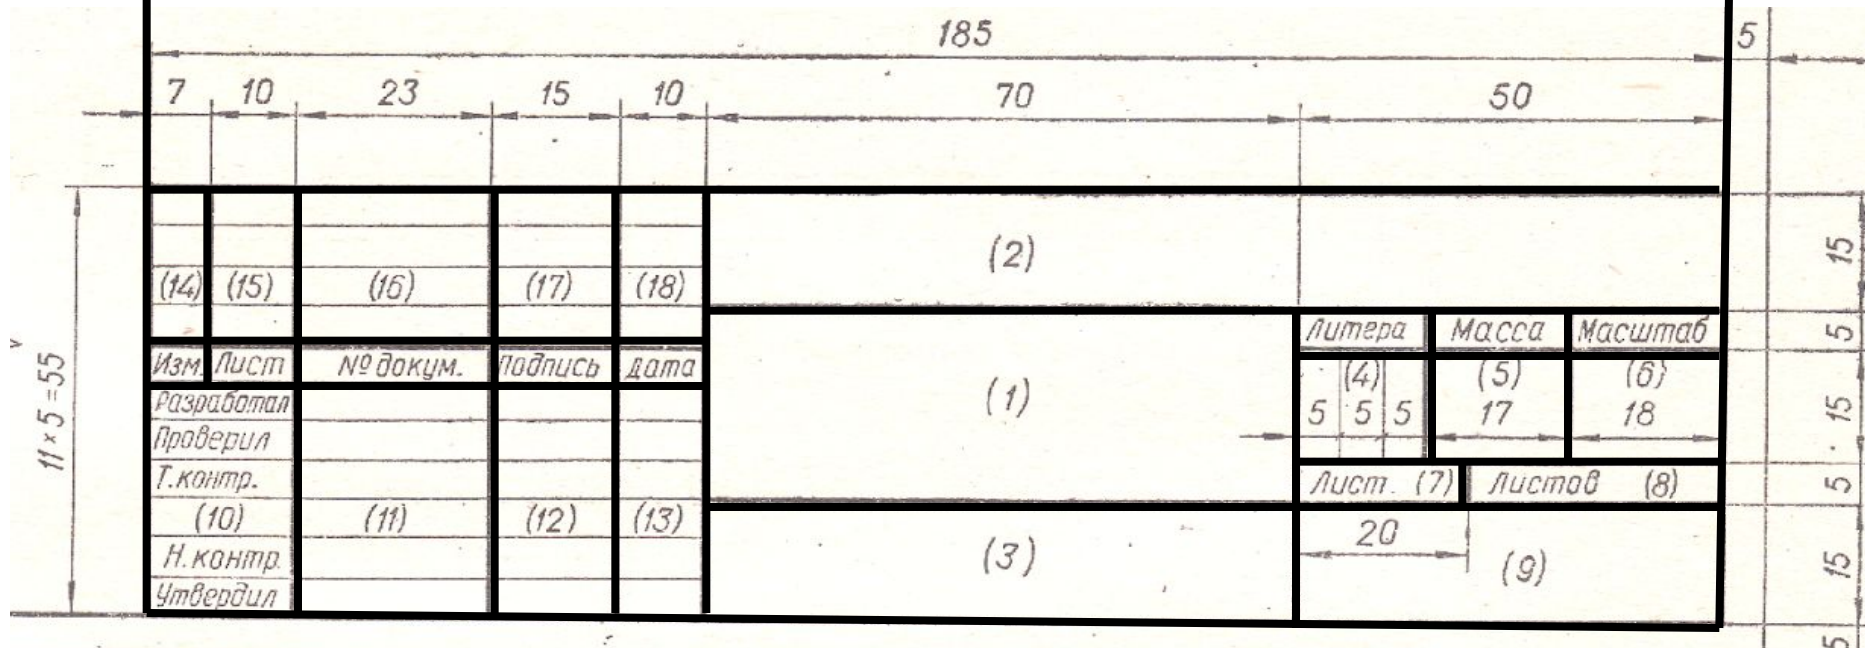 185 5
7 10 23 15 10 70 50
(2) 15
(14) (15) (16) (17) (18)
Литера Масса Масштаб 5
Изм. Лист № докум. Подпись Дата
(1) (4) (5) (6)
5 5 5 17 18 15
11×5=55
Разработал
Проверил
Т.контр. Лист. (7) Листов (8) 5
(10) (11) (12) (13)
20
Н.контр. (3) (9) 15
Утвердил
5